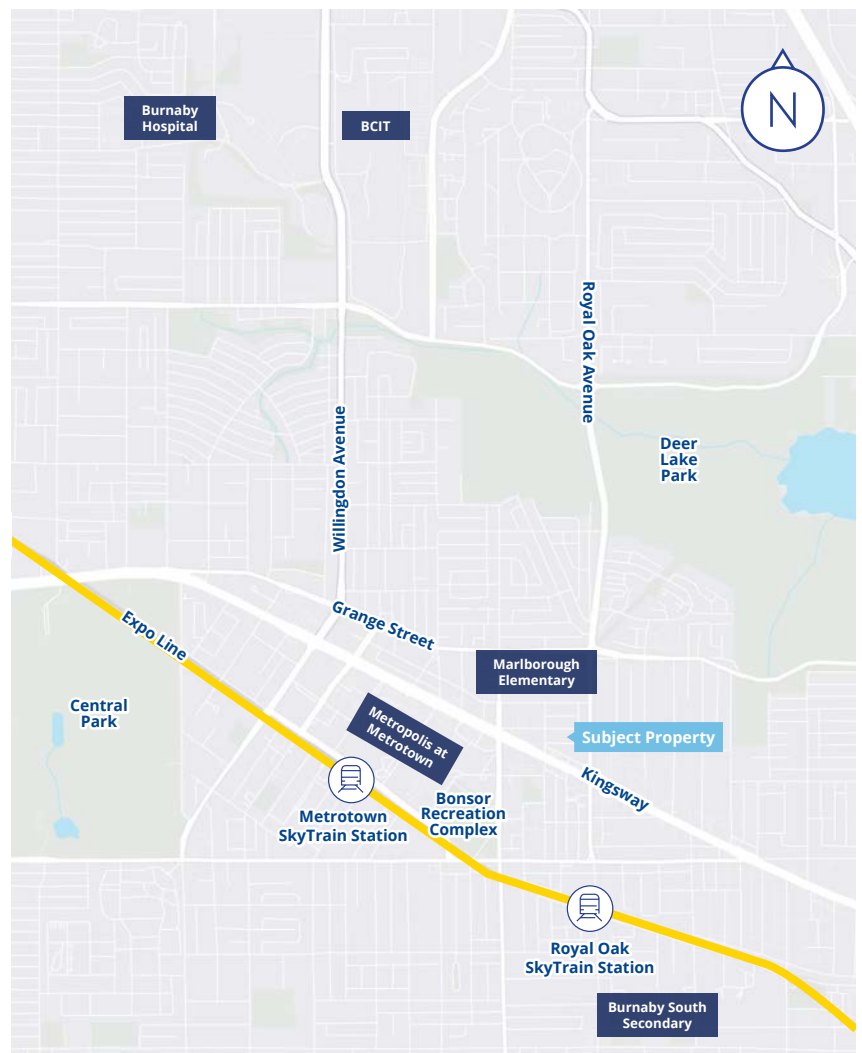 Burnaby
Hospital
BCIT
N
Royal Oak Avenue
Willingdon Avenue
Deer
Lake
Park
Grange Street
Expo Line
Marlborough
Elementary
Central
Park
Metropolis at
Metrotown
Subject Property
Kingsway
Bonsor
Recreation
Complex
Metrotown
SkyTrain Station
Royal Oak
SkyTrain Station
Burnaby South
Secondary